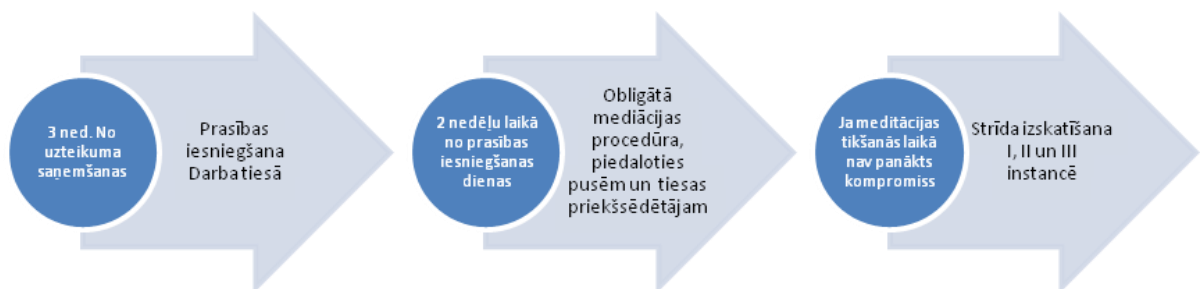 3 ned. No
uzteikuma
saņemšanas
Prasības
iesniegšana
Darba tiesā
2 nedēļu laikā
no prasības
iesniegšanas
dienas
Obligātā
mediācijas
procedūra,
piedaloties
pusēm un tiesas
priekšsēdētājam
Ja meditācijas
tikšanās laikā
nav panākts
kompromiss
Strīda izskatīšana
I, II un III
instancē